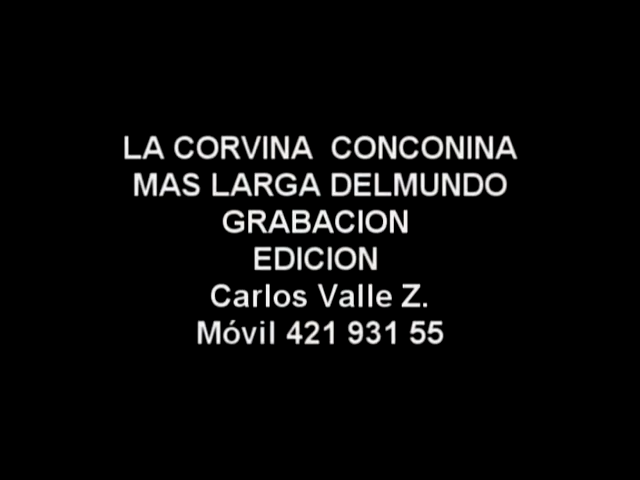 LA CORVINA  CONCONINA
MAS LARGA DELMUNDO
GRABACION
EDICION
Carlos Valle Z.
Móvil 421 931 55